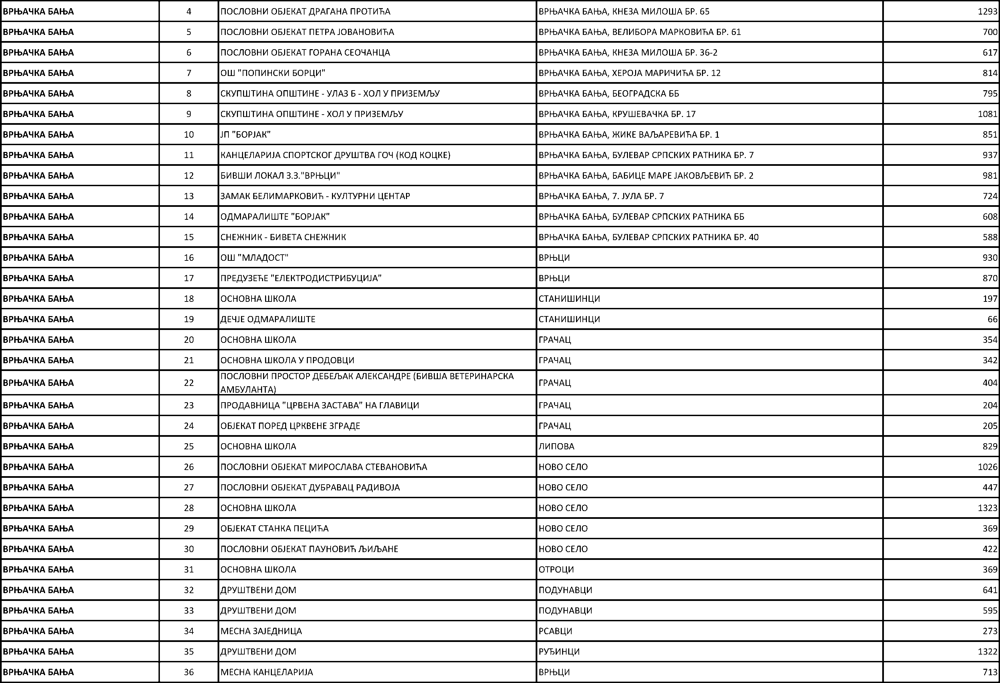 ВРЊАЧКА БАЊА 4 ПОСЛОВНИ ОБЈЕКАТ ДРАГАНА ПРОТИЋА ВРЊАЧКА БАЊА, КНЕЗА МИЛОША БР. 65 1293
ВРЊАЧКА БАЊА 5 ПОСЛОВНИ ОБЈЕКАТ ПЕТРА ЈОВАНОВИЋА ВРЊАЧКА БАЊА, ВЕЛИБОРА МАРКОВИЋА БР. 61 700
ВРЊАЧКА БАЊА 6 ПОСЛОВНИ ОБЈЕКАТ ГОРАНА СЕОЧАНЦА ВРЊАЧКА БАЊА, КНЕЗА МИЛОША БР. 36-2 617
ВРЊАЧКА БАЊА 7 ОШ "ПОПИНСКИ БОРЦИ" ВРЊАЧКА БАЊА, ХЕРОЈА МАРИЧИЋА БР. 12 814
ВРЊАЧКА БАЊА 8 СКУПШТИНА ОПШТИНЕ - УЛАЗ Б - ХОЛ У ПРИЗЕМЉУ ВРЊАЧКА БАЊА, БЕОГРАДСКА ББ 795
ВРЊАЧКА БАЊА 9 СКУПШТИНА ОПШТИНЕ - ХОЛ У ПРИЗЕМЉУ ВРЊАЧКА БАЊА, КРУШЕВАЧКА БР. 17 1081
ВРЊАЧКА БАЊА 10 ЈП "БОРЈАК" ВРЊАЧКА БАЊА, ЖИКЕ ВАЉАРЕВИЋА БР. 1 851
ВРЊАЧКА БАЊА 11 КАНЦЕЛАРИЈА СПОРТСКОГ ДРУШТВА ГОЧ (КОД КОЦКЕ) ВРЊАЧКА БАЊА, БУЛЕВАР СРПСКИХ РАТНИКА БР. 7 937
ВРЊАЧКА БАЊА 12 БИВШИ ЛОКАЛ З.З."ВРЊЦИ" ВРЊАЧКА БАЊА, БАБИЦЕ МАРЕ ЈАКОВЉЕВИЋ БР. 2 981
ВРЊАЧКА БАЊА 13 ЗАМАК БЕЛИМАРКОВИЋ - КУЛТУРНИ ЦЕНТАР ВРЊАЧКА БАЊА, 7. ЈУЛА БР. 7 724
ВРЊАЧКА БАЊА 14 ОДМАРАЛИШТЕ "БОРЈАК" ВРЊАЧКА БАЊА, БУЛЕВАР СРПСКИХ РАТНИКА ББ 608
ВРЊАЧКА БАЊА 15 СНЕЖНИК - БИВЕТА СНЕЖНИК ВРЊАЧКА БАЊА, БУЛЕВАР СРПСКИХ РАТНИКА БР. 40 588
ВРЊАЧКА БАЊА 16 ОШ "МЛАДОСТ" ВРЊЦИ 930
ВРЊАЧКА БАЊА 17 ПРЕДУЗЕЋЕ "ЕЛЕКТРОДИСТРИБУЦИЈА" ВРЊЦИ 870
ВРЊАЧКА БАЊА 18 ОСНОВНА ШКОЛА СТАНИШИНЦИ 197
ВРЊАЧКА БАЊА 19 ДЕЧЈЕ ОДМАРАЛИШТЕ СТАНИШИНЦИ 66
ВРЊАЧКА БАЊА 20 ОСНОВНА ШКОЛА ГРАЧАЦ 354
ВРЊАЧКА БАЊА 21 ОСНОВНА ШКОЛА У ПРОДОВЦИ ГРАЧАЦ 342
ВРЊАЧКА БАЊА 22 ПОСЛОВНИ ПРОСТОР ДЕБЕЉАК АЛЕКСАНДРЕ (БИВША ВЕТЕРИНАРСКА
АМБУЛАНТА) ГРАЧАЦ 404
ВРЊАЧКА БАЊА 23 ПРОДАВНИЦА "ЦРВЕНА ЗАСТАВА" НА ГЛАВИЦИ ГРАЧАЦ 204
ВРЊАЧКА БАЊА 24 ОБЈЕКАТ ПОРЕД ЦРКВЕНЕ ЗГРАДЕ ГРАЧАЦ 205
ВРЊАЧКА БАЊА 25 ОСНОВНА ШКОЛА ЛИПОВА 829
ВРЊАЧКА БАЊА 26 ПОСЛОВНИ ОБЈЕКАТ МИРОСЛАВА СТЕВАНОВИЋА НОВО СЕЛО 1026
ВРЊАЧКА БАЊА 27 ПОСЛОВНИ ОБЈЕКАТ ДУБРАВАЦ РАДИВОЈА НОВО СЕЛО 447
ВРЊАЧКА БАЊА 28 ОСНОВНА ШКОЛА НОВО СЕЛО 1323
ВРЊАЧКА БАЊА 29 ОБЈЕКАТ СТАНКА ПЕЦИЋА НОВО СЕЛО 369
ВРЊАЧКА БАЊА 30 ПОСЛОВНИ ОБЈЕКАТ ПАУНОВИЋ ЉИЉАНЕ НОВО СЕЛО 422
ВРЊАЧКА БАЊА 31 ОСНОВНА ШКОЛА ОТРОЦИ 369
ВРЊАЧКА БАЊА 32 ДРУШТВЕНИ ДОМ ПОДУНАВЦИ 641
ВРЊАЧКА БАЊА 33 ДРУШТВЕНИ ДОМ ПОДУНАВЦИ 595
ВРЊАЧКА БАЊА 34 МЕСНА ЗАЈЕДНИЦА РСАВЦИ 273
ВРЊАЧКА БАЊА 35 ДРУШТВЕНИ ДОМ РУЂИНЦИ 1322
ВРЊАЧКА БАЊА 36 МЕСНА КАНЦЕЛАРИЈА ВРЊЦИ 713